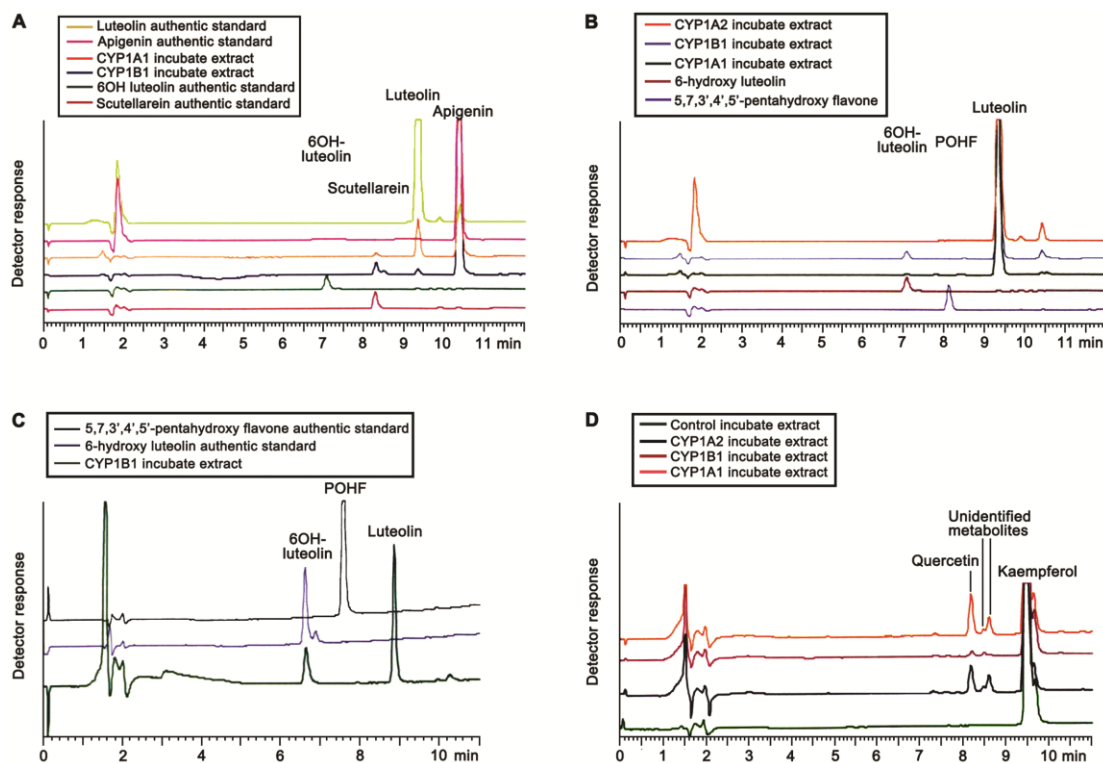 A
Luteolin authentic standard
Apigenin authentic standard
CYP1A1 incubate extract
CYP1B1 incubate extract
6OH luteolin authentic standard
Scutellarein authentic standard
Luteolin
Apigenin
6OH-
luteolin
Scutellarein
Detector response
0 1 2 3 4 5 6 7 8 9 10 11 min
B
CYP1A2 incubate extract
CYP1B1 incubate extract
CYP1A1 incubate extract
6-hydroxy luteolin
5,7,3',4',5'-pentahydroxy flavone
Luteolin
6OH-
luteolin
POHF
Detector response
0 1 2 3 4 5 6 7 8 9 10 11 min
C
5,7,3',4',5'-pentahydroxy flavone authentic standard
6-hydroxy luteolin authentic standard
CYP1B1 incubate extract
POHF
6OH-
luteolin
Luteolin
Detector response
0 2 4 6 8 10 min
D
Control incubate extract
CYP1A2 incubate extract
CYP1B1 incubate extract
CYP1A1 incubate extract
Unidentified
metabolites
Quercetin
Kaempferol
Detector response
0 1 2 3 4 5 6 7 8 9 10 min